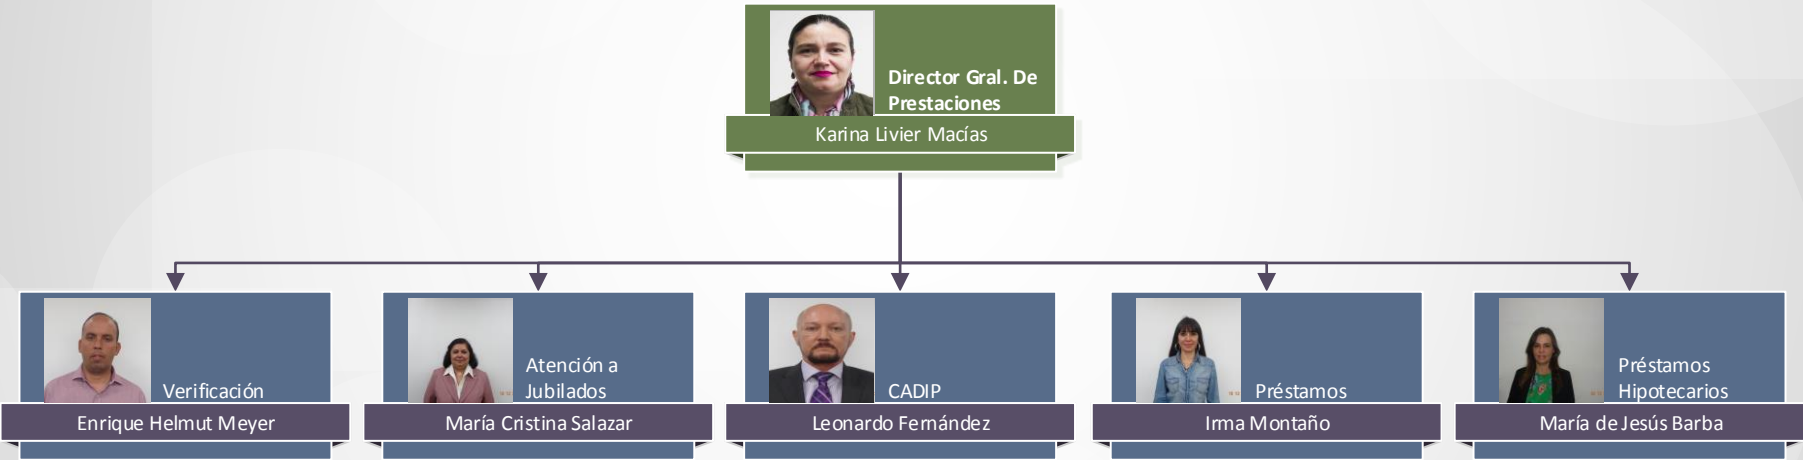 Director Gral. De
Prestaciones
Karina Livier Macías
Verificación
Enrique Helmut Meyer
Atención a
Jubilados
María Cristina Salazar
CADIP
Leonardo Fernández
Préstamos
Irma Montaño
Préstamos
Hipotecarios
María de Jesús Barba